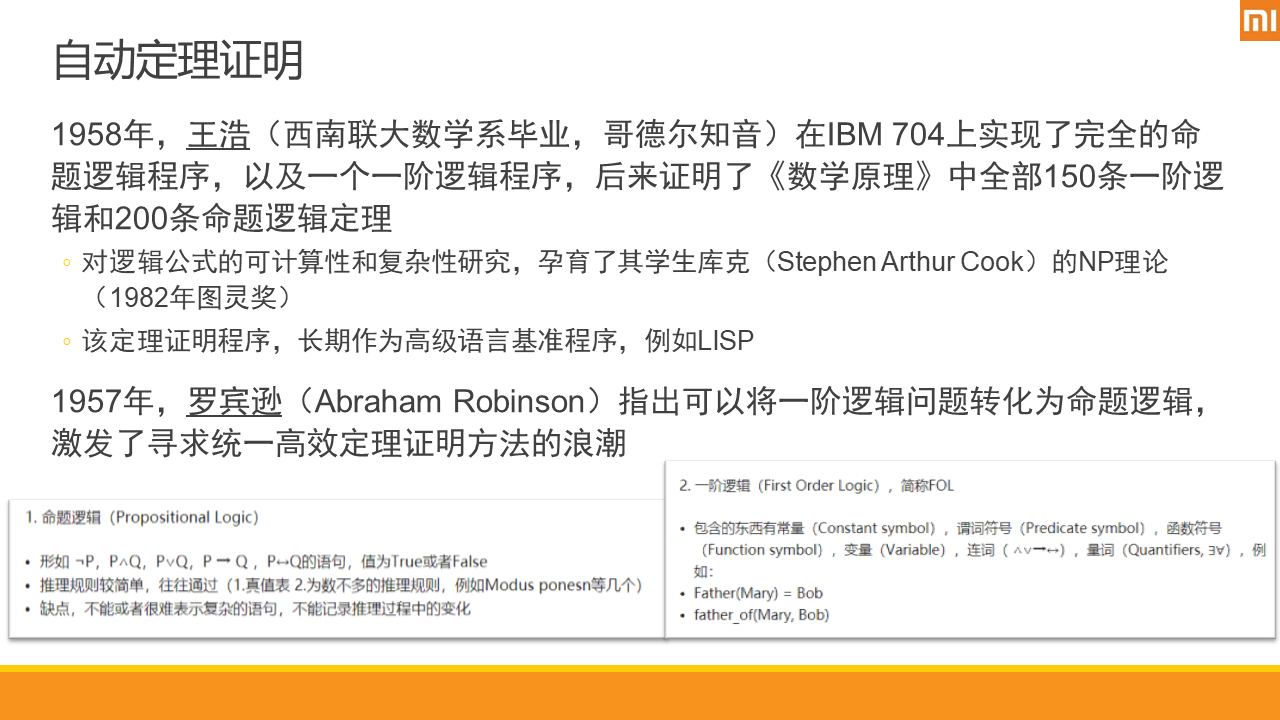 mi
自动定理证明
1958年，王浩（西南联大数学系毕业，哥德尔知音）在IBM 704上实现了完全的命
题逻辑程序，以及一个一阶逻辑程序，后来证明了《数学原理》中全部150条一阶逻
辑和200条命题逻辑定理
◦ 对逻辑公式的可计算性和复杂性研究，孕育了其学生库克（Stephen Arthur Cook）的NP理论
（1982年图灵奖）
◦ 该定理证明程序，长期作为高级语言基准程序，例如LISP
1957年，罗宾逊（Abraham Robinson）指出可以将一阶逻辑问题转化为命题逻辑，
激发了寻求统一高效定理证明方法的浪潮
1. 命题逻辑（Propositional Logic）
• 形如 ¬P，P∧Q，P∨Q，P → Q ，P↔Q的语句，值为True或者False
• 推理规则较简单，往往通过（1.真值表 2.为数不多的推理规则，例如Modus ponesn等几个）
• 缺点，不能或者很难表示复杂的语句，不能记录推理过程中的变化
2. 一阶逻辑（First Order Logic），简称FOL
• 包含的东西有常量（Constant symbol），谓词符号（Predicate symbol），函数符号
（Function symbol），变量（Variable），连词（ ∧∨→↔），量词（Quantifiers, ∃∀），例
如：
• Father(Mary) = Bob
• father_of(Mary, Bob)